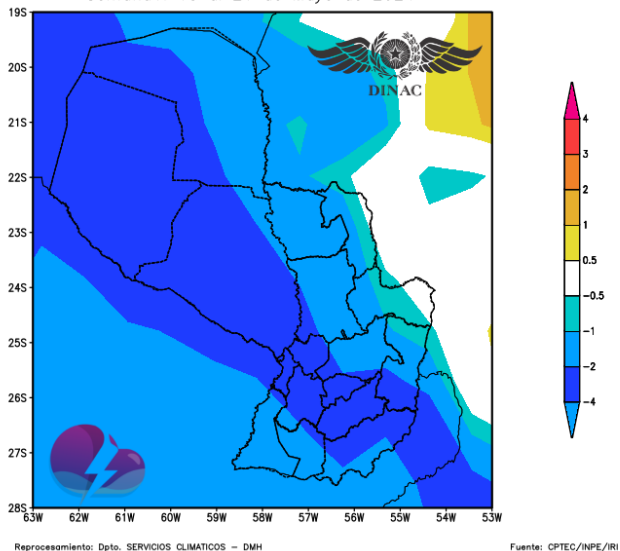 19S
20S
21S
22S
23S
24S
25S
26S
27S
28S
63W 62W 61W 60W 59W 58W 57W 56W 55W 54W 53W
DINAC
4
3
2
1
0.5
-0.5
-1
-2
-4
Reprocesamiento: Dpto. SERVICIOS CLIMATICOS - DMH
Fuente: CPTEC/INPE/IRI